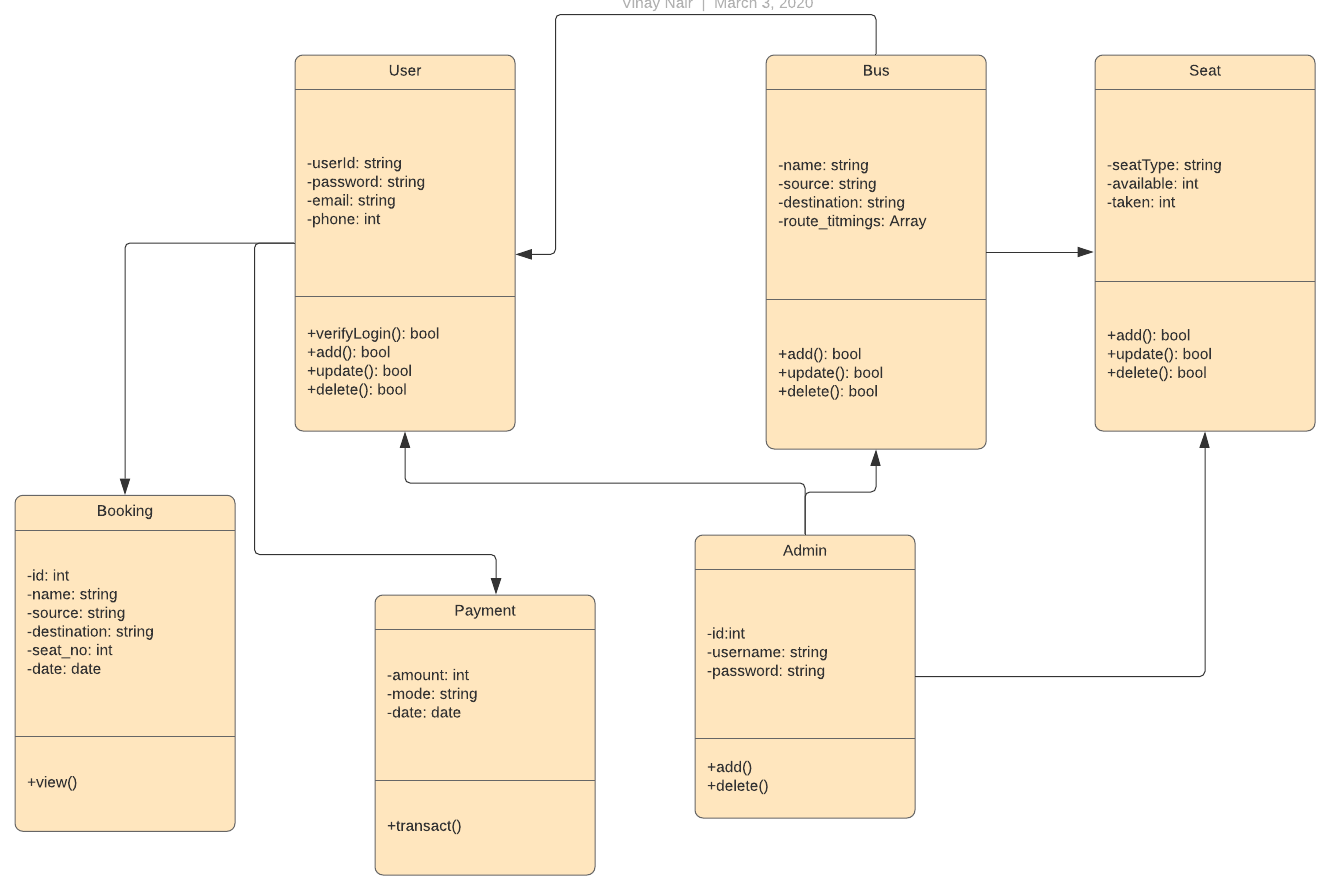 Vinay Nair | March 3, 2020
User
-userId: string
-password: string
-email: string
-phone: int
+verifyLogin(): bool
+add(): bool
+update(): bool
+delete(): bool
Bus
-name: string
-source: string
-destination: string
-route_titmings: Array
+add(): bool
+update(): bool
+delete(): bool
Seat
-seatType: string
-available: int
-taken: int
+add(): bool
+update(): bool
+delete(): bool
Booking
-id: int
-name: string
-source: string
-destination: string
-seat_no: int
-date: date
+view()
Payment
-amount: int
-mode: string
-date: date
+transact()
Admin
-id:int
-username: string
-password: string
+add()
+delete()